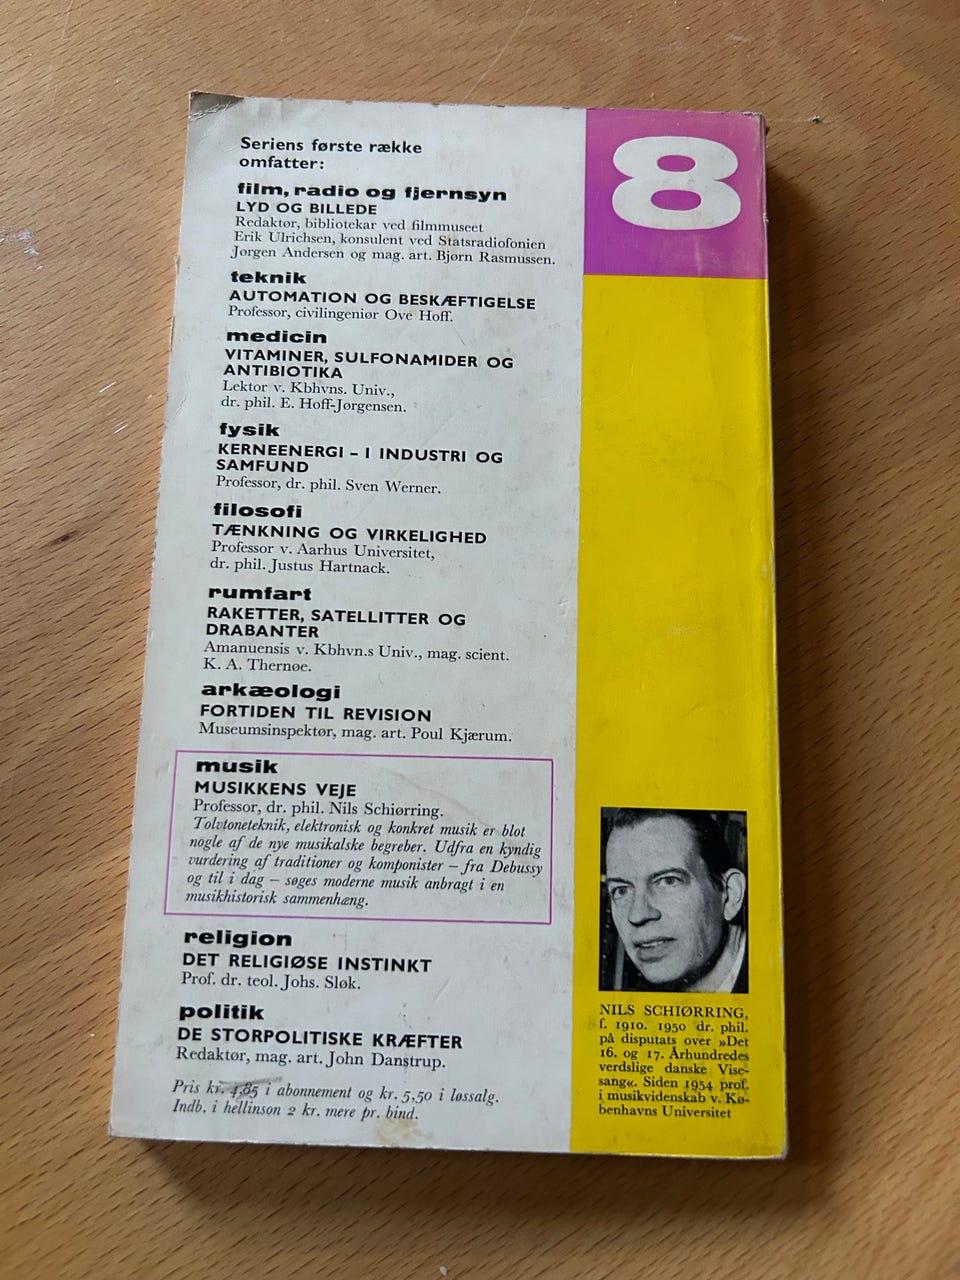 Seriens første række
omfatter:
film, radio og fjernsyn
LYD OG BILLEDE
Redaktør, bibliotekar ved filmmuseet
Erik Ulrichsen, konsulent ved Statsradiofonien
Jørgen Andersen og mag. art. Bjørn Rasmussen.
teknik
AUTOMATION OG BESKÆFTIGELSE
Professor, civilingeniør Ove Hoff.
medicin
VITAMINER, SULFONAMIDER OG
ANTIBIOTIKA
Lektor v. Kbhvns. Univ.,
dr. phil. E. Hoff-Jørgensen.
fysik
KERNEENERGI – I INDUSTRI OG
SAMFUND
Professor, dr. phil. Sven Werner.
filosofi
TÆNKNING OG VIRKELIGHED
Professor v. Aarhus Universitet,
dr. phil. Justus Hartnack.
rumfart
RAKETTER, SATELLITTER OG
DRABANTER
Amanuensis v. Kbhvn.s Univ., mag. scient.
K. A. Thernøe.
arkæologi
FORTIDEN TIL REVISION
Museumsinspektør, mag. art. Poul Kjærum.
musik
MUSIKKENS VEJE
Professor, dr. phil. Nils Schiørring.
Tolvtoneteknik, elektronisk og konkret musik er blot
nogle af de nye musikalske begreber. Udfra en kyndig
vurdering af traditioner og komponister – fra Debussy
og til i dag – søges moderne musik anbragt i en
musikhistorisk sammenhæng.
religion
DET RELIGIØSE INSTINKT
Prof. dr. teol. Johs. Sløk.
politik
DE STORPOLITISKE KRÆFTER
Redaktør, mag. art. John Danstrup.
Pris kr. 4,85 i abonnement og kr. 5,50 i løssalg.
Indb. i hellinson 2 kr. mere pr. bind.
8
NILS SCHIØRRING,
f. 1910. 1950 dr. phil.
på disputats over »Det
16. og 17. Århundredes
verdslige danske Vise-
sang«. Siden 1954 prof.
i musikvidenskab v. Kø-
benhavns Universitet